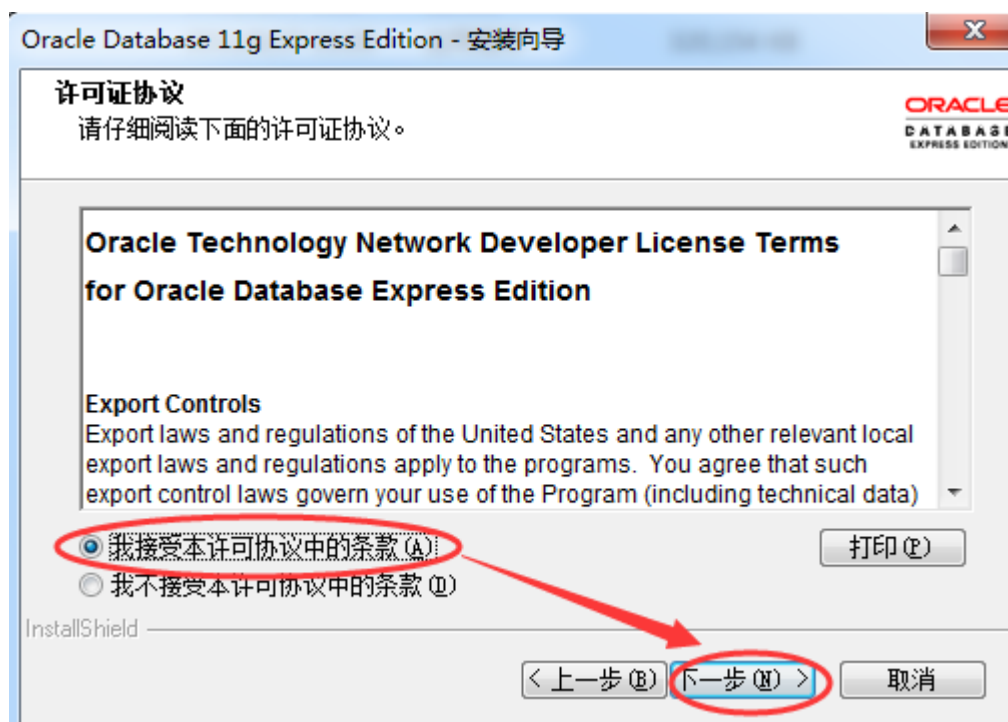 Oracle Database 11g Express Edition - 安装向导
许可证协议
请仔细阅读下面的许可证协议。
ORACLE
DATABASE
EXPRESS EDITION
Oracle Technology Network Developer License Terms
for Oracle Database Express Edition
Export Controls
Export laws and regulations of the United States and any other relevant local
export laws and regulations apply to the programs.  You agree that such
export control laws govern your use of the Program (including technical data)
我接受本许可协议中的条款(A)
打印(P)
我不接受本许可协议中的条款(D)
InstallShield
< 上一步(B)
下一步(N) >
取消